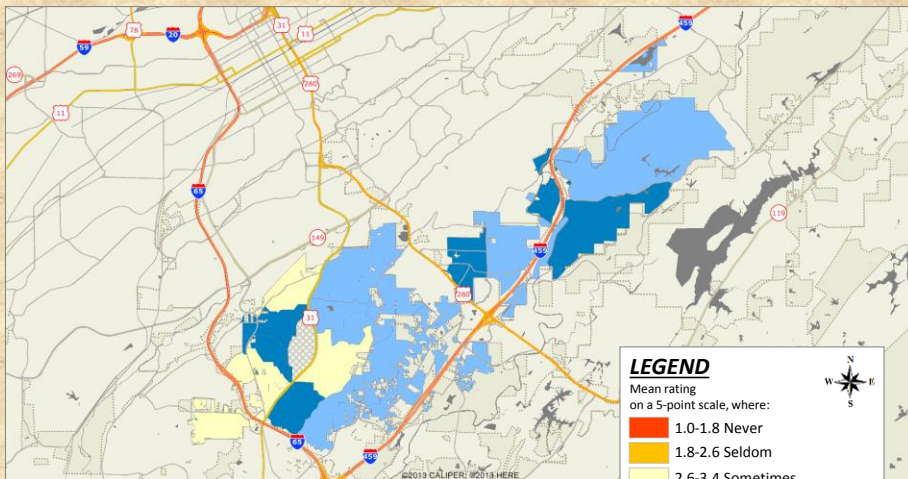 459
31
78
11
59
20
269
280
11
65
119
149
459
280
31
LEGEND
Mean rating
on a 5-point scale, where:
1.0-1.8 Never
1.8-2.6 Seldom
2.6-3.4 Sometimes
N
W E
S
65
459
©2013 CALIPER; ©2013 HERE